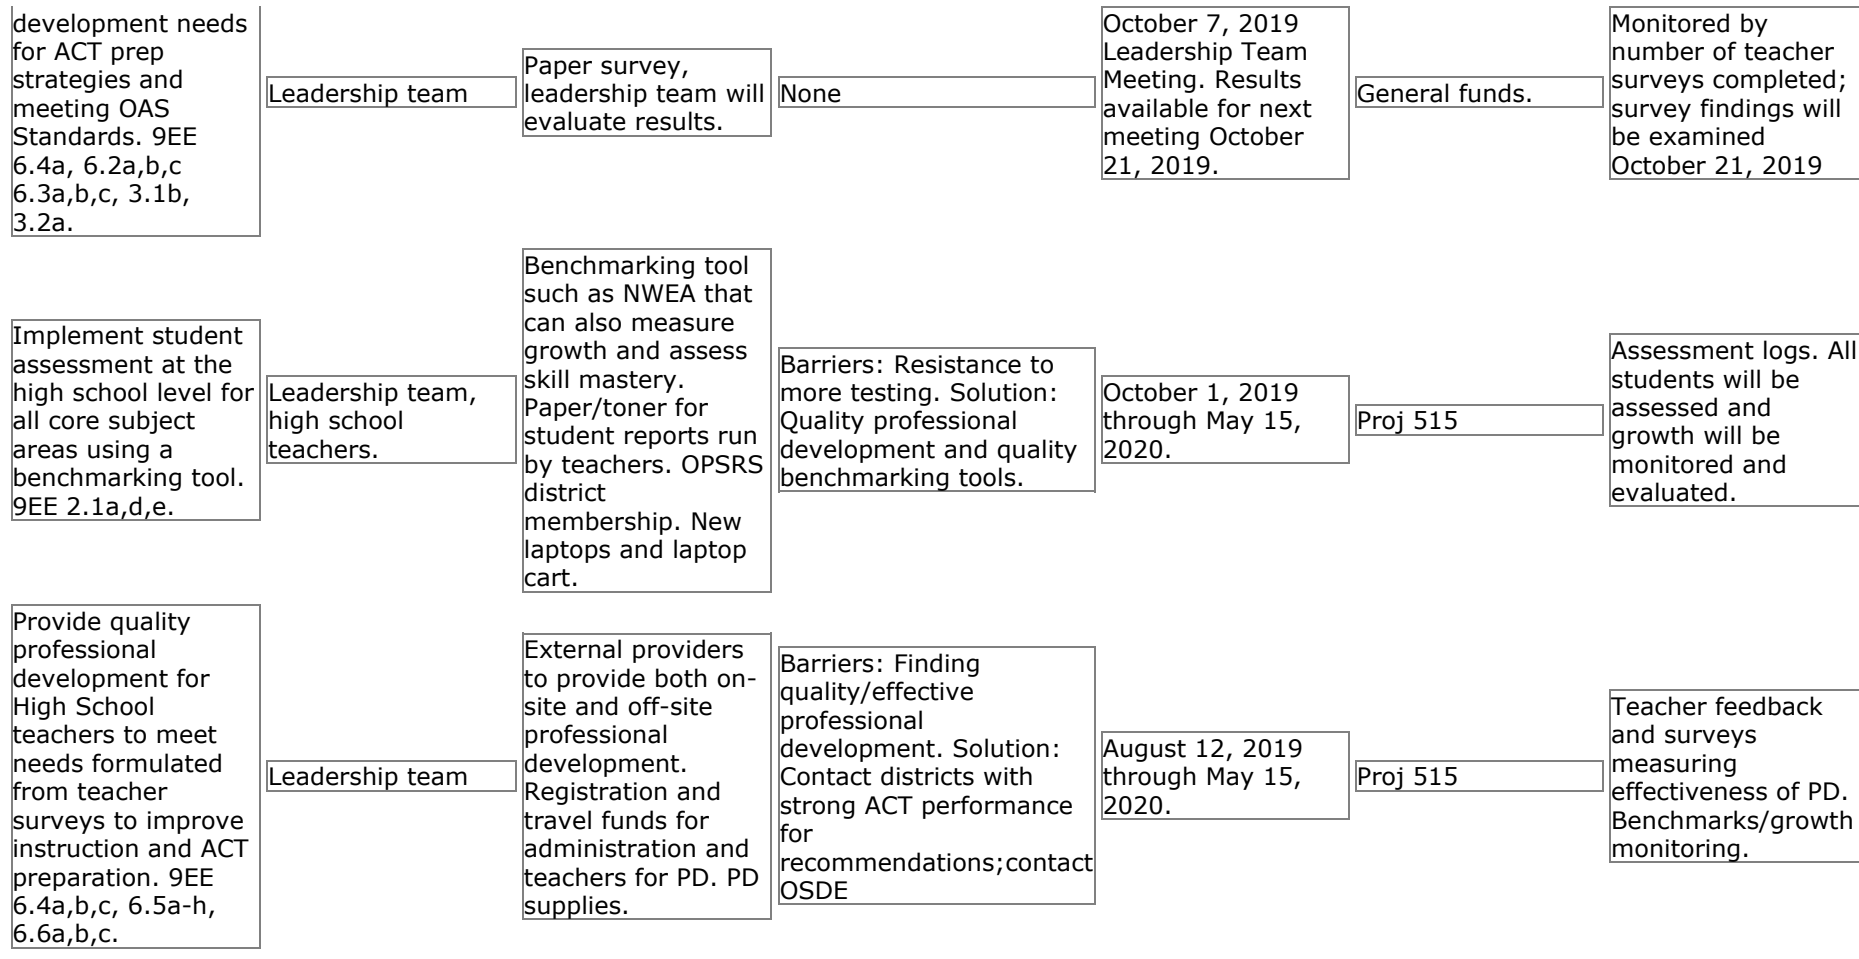 development needs
for ACT prep
strategies and
meeting OAS
Standards. 9EE
6.4a, 6.2a,b,c
6.3a,b,c, 3.1b,
3.2a.
Leadership team
Paper survey,
leadership team will
evaluate results.
None
October 7, 2019
Leadership Team
Meeting. Results
available for next
meeting October
21, 2019.
General funds.
Monitored by
number of teacher
surveys completed;
survey findings will
be examined
October 21, 2019
Implement student
assessment at the
high school level for
all core subject
areas using a
benchmarking tool.
9EE 2.1a,d,e.
Leadership team,
high school
teachers.
Benchmarking tool
such as NWEA that
can also measure
growth and assess
skill mastery.
Paper/toner for
student reports run
by teachers. OPSRS
district
membership. New
laptops and laptop
cart.
Barriers: Resistance to
more testing. Solution:
Quality professional
development and quality
benchmarking tools.
October 1, 2019
through May 15,
2020.
Proj 515
Assessment logs. All
students will be
assessed and
growth will be
monitored and
evaluated.
Provide quality
professional
development for
High School
teachers to meet
needs formulated
from teacher
surveys to improve
instruction and ACT
preparation. 9EE
6.4a,b,c, 6.5a-h,
6.6a,b,c.
Leadership team
External providers
to provide both on-
site and off-site
professional
development.
Registration and
travel funds for
administration and
teachers for PD. PD
supplies.
Barriers: Finding
quality/effective
professional
development. Solution:
Contact districts with
strong ACT performance
for
recommendations;contact
OSDE
August 12, 2019
through May 15,
2020.
Proj 515
Teacher feedback
and surveys
measuring
effectiveness of PD.
Benchmarks/growth
monitoring.